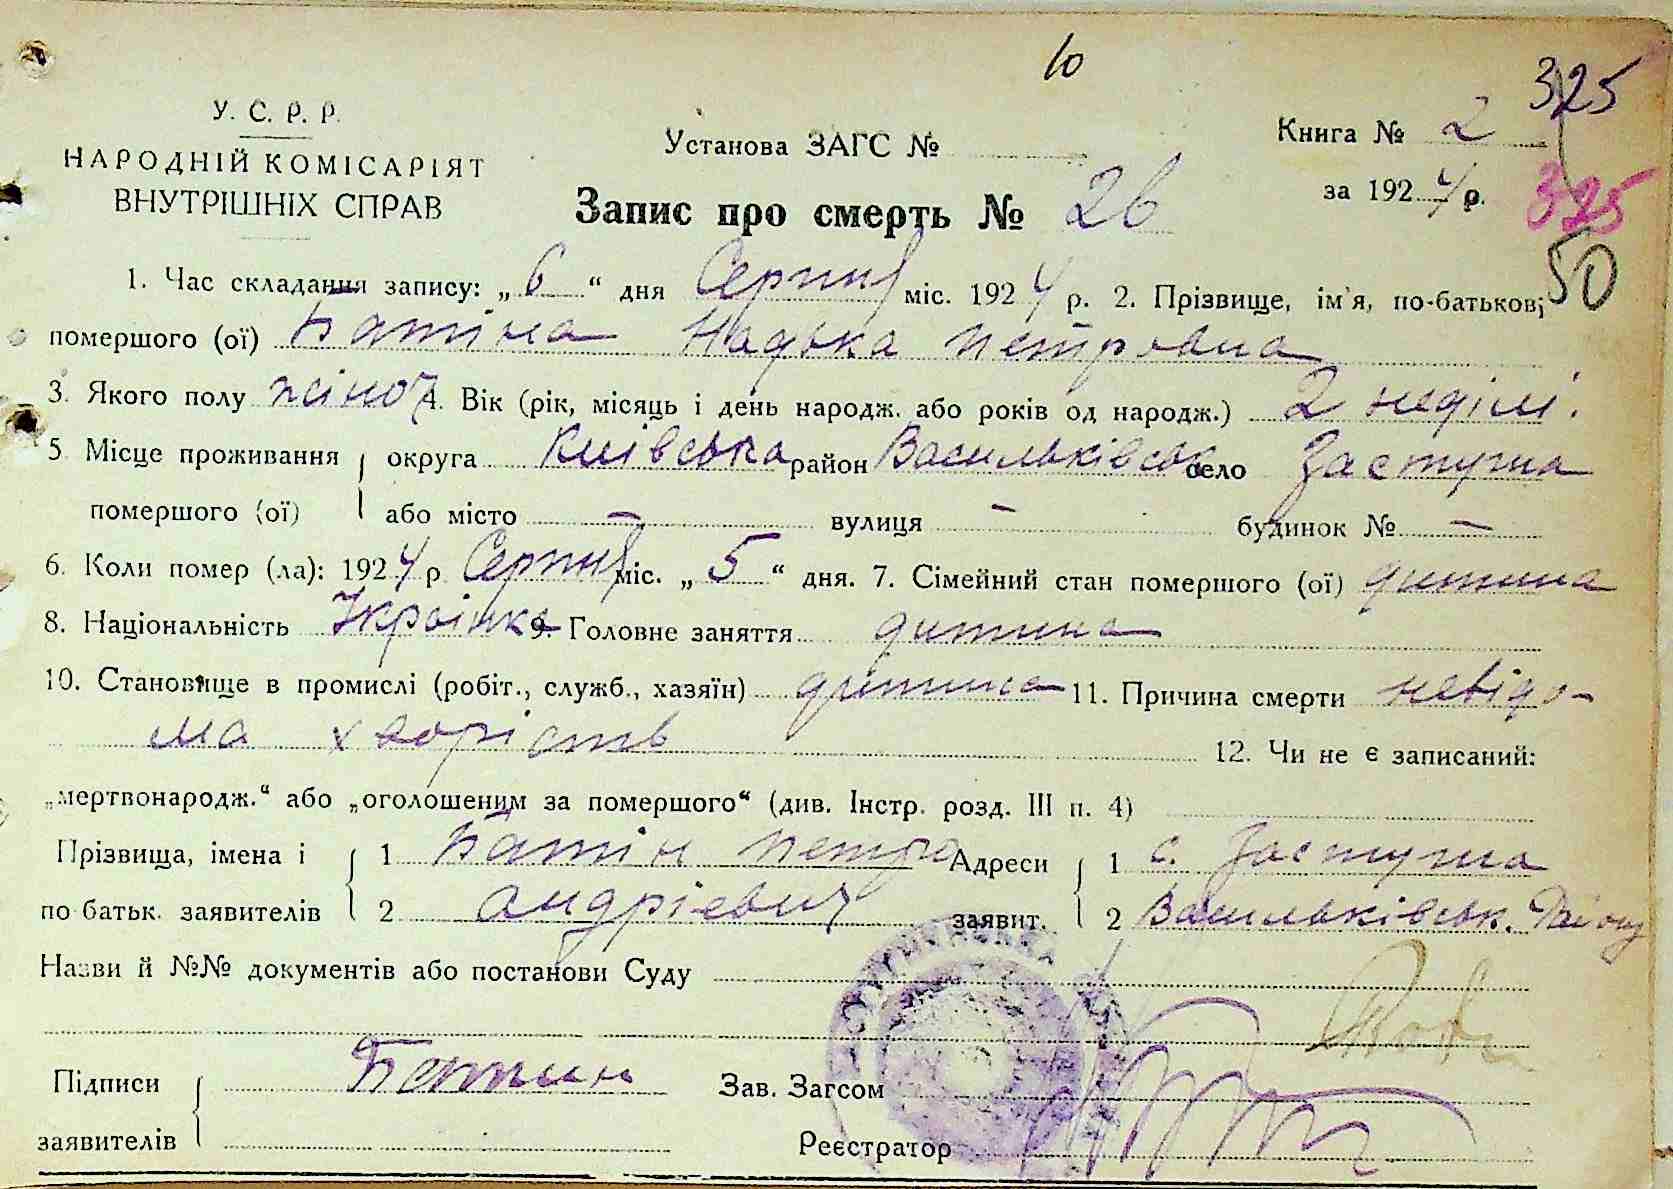 10
325
У. С. Р. Р.
НАРОДНІЙ КОМІСАРІЯТ
ВНУТРІШНІХ СПРАВ
Установа ЗАГС №
Книга № 2
за 1924 р.
325
Запис про смерть № 26
50
1. Час складання запису: „6“ дня Серпня міс. 1924 р. 2. Прізвище, ім'я, по-батькові
помершого (ої) Батіна Надька Петровна
3. Якого полу жіноч 4. Вік (рік, місяць і день народж. або років од народж.) 2 неділі.
5 Місце проживання округа Київська район Васильківськ село Застугна
помершого (ої) або місто — вулиця — будинок № —
6. Коли помер (ла): 1924 р Серпня міс. „5“ дня. 7. Сімейний стан помершого (ої) дитина
8. Національність Українка 9. Головне заняття дитина
10. Становище в промислі (робіт., служб., хазяїн) дитина 11. Причина смерти невідо-
ма хворість 12. Чи не є записаний:
„мертвонародж.“ або „оголошеним за помершого“ (див. Інстр. розд. III п. 4)
Прізвища, імена і 1 Батін Петро Адреси 1 с. Застугна
по батьк. заявителів 2 Андріевич заявит. 2 Васильківськ. Району
Назви й №№ документів або постанови Суду
Підписи Батин Зав. Загсом
заявителів Реєстратор